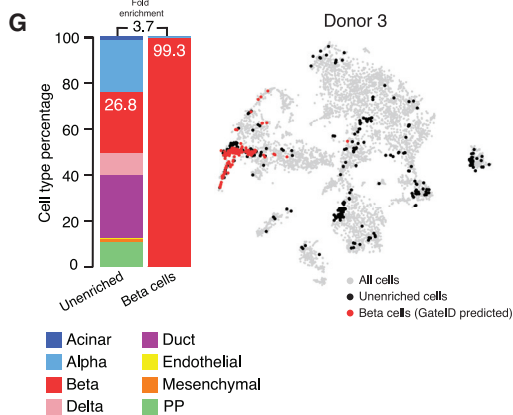 G
Fold
enrichment
3.7
Donor 3
Cell type percentage
100
80
60
40
20
0
26.8
99.3
Unenriched
Beta cells
All cells
Unenriched cells
Beta cells (GateID predicted)
Acinar
Alpha
Beta
Delta
Duct
Endothelial
Mesenchymal
PP